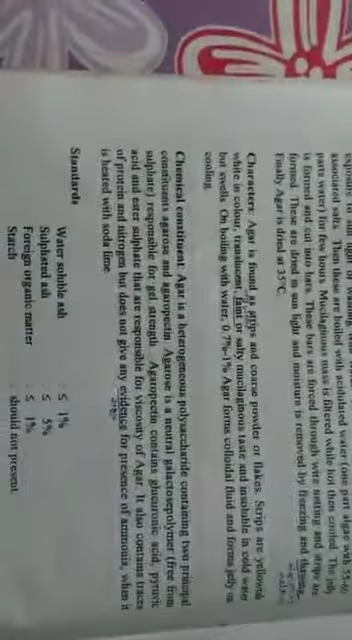 associated salts. Then these are boiled with acidulated water (one part algae with 55-60
parts water) for few hours. Mucilaginous mass is filtered while hot then cooled. The jelly
is formed and cut into bars. These bars are forced through wire netting and strips are
formed. These are dried in sun light and moisture is removed by freezing and thawing.
Finally Agar is dried at 35°C.
Characters: Agar is found as strips and coarse powder or flakes. Strips are yellowish
white in colour, translucent, faint or salty mucilaginous taste and insoluble in cold water
but swells. On boiling with water, 0.7%-1% Agar forms colloidal fluid and forms jelly on
cooling.
Chemical constituent: Agar is a heterogeneous polysaccharide containing two principal
constituents agarose and agaropectin. Agarose is a neutral galactosepolymer (free from
sulphate) responsible for gel strength. Agaropectin contains glucuronic acid, pyruvic
acid and ester sulphate that are responsible for viscosity of Agar. It also contains traces
of protein and nitrogen but does not give any evidence for presence of ammonia, when it
is heated with soda lime.
Standards
Water soluble ash : ≤ 1%
Sulphated ash : ≤ 5%
Foreign organic matter : ≤ 1%
Starch : should not present.